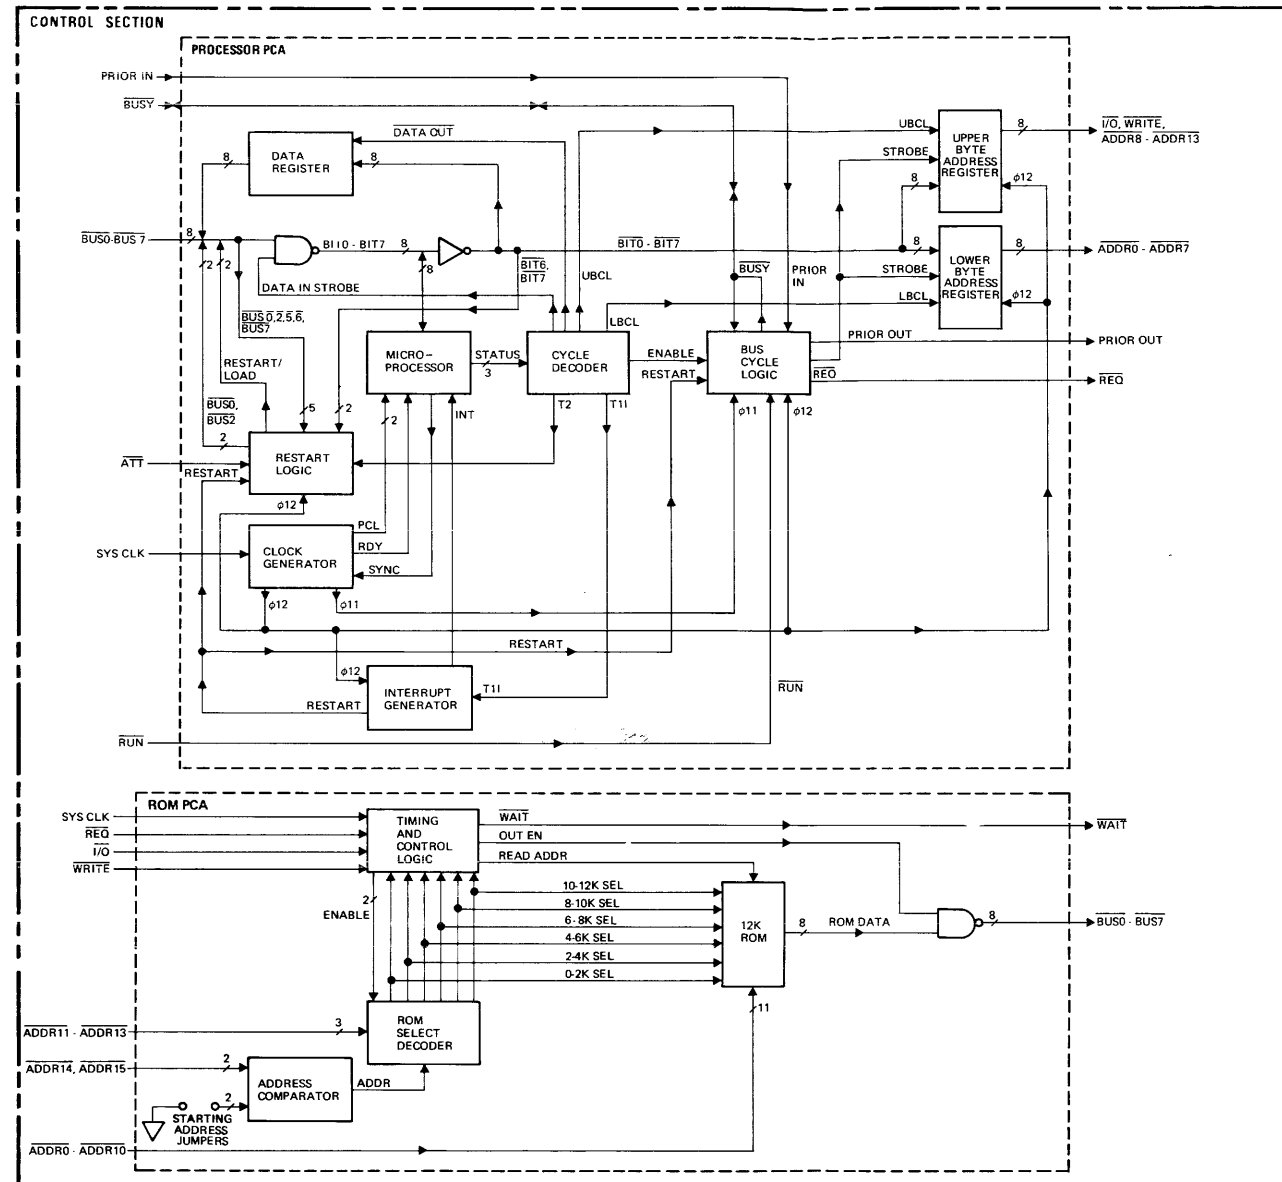 CONTROL SECTION
PROCESSOR PCA
PRIOR IN
BUSY
DATA OUT
UBCL
UPPER
BYTE
ADDRESS
REGISTER
8
I/O, WRITE,
ADDR8 - ADDR13
DATA
REGISTER
8
8
STROBE
8
φ12
BUS0-BUS 7
8
BIT0 - BIT7
8
BIT0 - BIT7
8
LOWER
BYTE
ADDRESS
REGISTER
8
ADDR0 - ADDR7
2
2
8
BIT6,
BIT7
UBCL
BUSY
PRIOR
IN
STROBE
φ12
DATA IN STROBE
LBCL
LBCL
BUS 0,2,5,6,
BUS7
RESTART/
LOAD
MICRO-
PROCESSOR
STATUS
3
CYCLE
DECODER
ENABLE
RESTART
BUS
CYCLE
LOGIC
PRIOR OUT
PRIOR OUT
REQ
REQ
BUS0,
BUS2
5
2
2
INT
T2
T1I
φ11
φ12
2
ATT
RESTART
RESTART
LOGIC
φ12
SYS CLK
CLOCK
GENERATOR
PCL
RDY
SYNC
φ12
φ11
RESTART
φ12
INTERRUPT
GENERATOR
T1I
RESTART
RUN
RUN
ROM PCA
SYS CLK
REQ
I/O
WRITE
TIMING
AND
CONTROL
LOGIC
WAIT
WAIT
OUT EN
READ ADDR
2
ENABLE
10-12K SEL
8-10K SEL
6-8K SEL
4-6K SEL
2-4K SEL
0-2K SEL
12K
ROM
8
ROM DATA
8
BUS0 - BUS7
11
ADDR11 - ADDR13
3
ROM
SELECT
DECODER
ADDR14, ADDR15
2
ADDRESS
COMPARATOR
ADDR
2
STARTING
ADDRESS
JUMPERS
ADDR0 - ADDR10